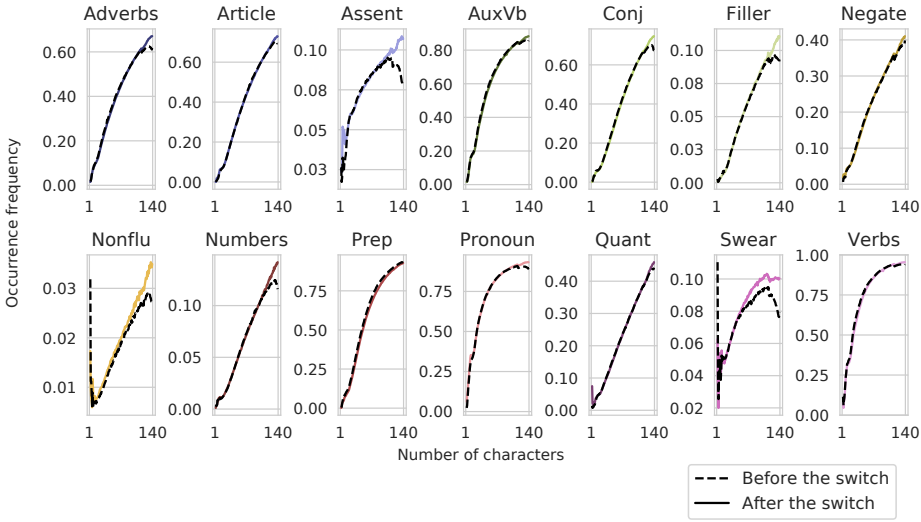 Adverbs Article Assent AuxVb Conj Filler Negate
0.60 0.40 0.20 0.00
0.60 0.40 0.20 0.00
0.10 0.08 0.05 0.03
0.80 0.60 0.40 0.20 0.00
0.60 0.40 0.20 0.00
0.10 0.08 0.05 0.03 0.00
0.40 0.30 0.20 0.10 0.00
1 140 1 140 1 140 1 140 1 140 1 140 1 140
Occurrence frequency
Nonflu Numbers Prep Pronoun Quant Swear Verbs
0.03 0.02 0.01
0.10 0.05 0.00
0.75 0.50 0.25 0.00
0.75 0.50 0.25 0.00
0.40 0.30 0.20 0.10 0.00
0.10 0.08 0.06 0.04 0.02
1.00 0.75 0.50 0.25 0.00
1 140 1 140 1 140 1 140 1 140 1 140 1 140
Number of characters
Before the switch
After the switch